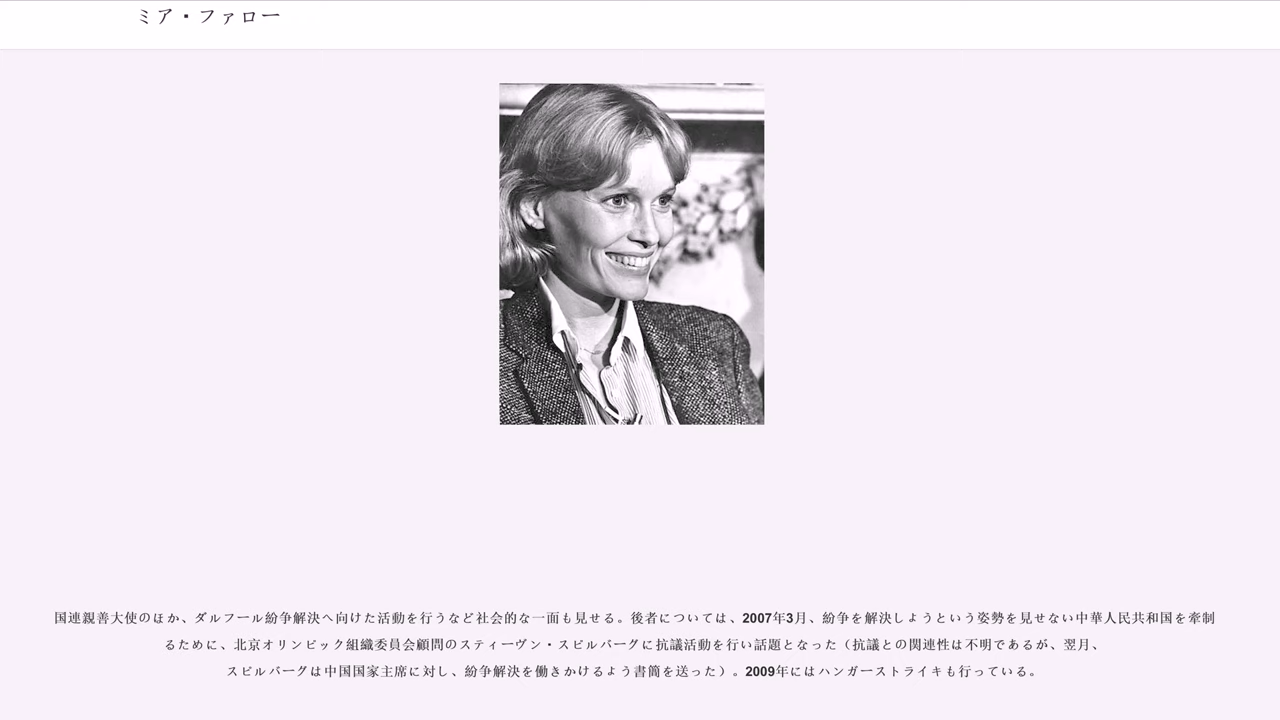 ミア・ファロー
国連親善大使のほか、ダルフール紛争解決へ向けた活動を行うなど社会的な一面も見せる。後者については、2007年3月、紛争を解決しようという姿勢を見せない中華人民共和国を牽制
るために、北京オリンピック組織委員会顧問のスティーヴン・スピルバーグに抗議活動を行い話題となった（抗議との関連性は不明であるが、翌月、
スピルバーグは中国国家主席に対し、紛争解決を働きかけるよう書簡を送った）。2009年にはハンガーストライキも行っている。